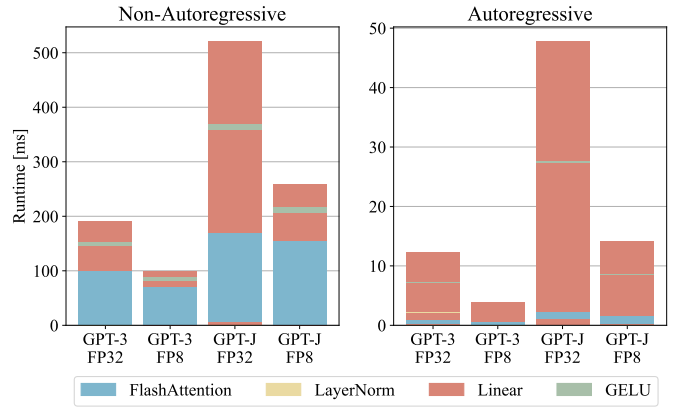 Non-Autoregressive
Autoregressive
Runtime [ms]
500
400
300
200
100
0
50
40
30
20
10
0
GPT-3 GPT-3 GPT-J GPT-J
FP32 FP8 FP32 FP8
GPT-3 GPT-3 GPT-J GPT-J
FP32 FP8 FP32 FP8
FlashAttention LayerNorm Linear GELU